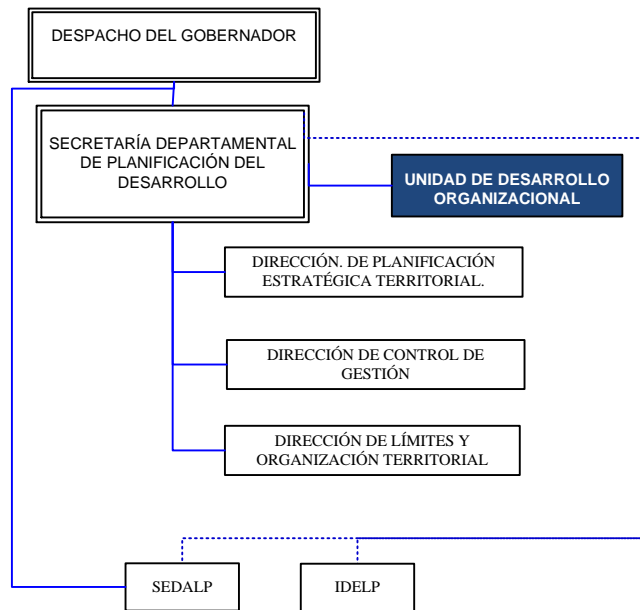 DESPACHO DEL GOBERNADOR
SECRETARÍA DEPARTAMENTAL
DE PLANIFICACIÓN DEL
DESARROLLO
UNIDAD DE DESARROLLO
ORGANIZACIONAL
DIRECCIÓN. DE PLANIFICACIÓN
ESTRATÉGICA TERRITORIAL.
DIRECCIÓN DE CONTROL DE
GESTIÓN
DIRECCIÓN DE LÍMITES Y
ORGANIZACIÓN TERRITORIAL
SEDALP
IDELP